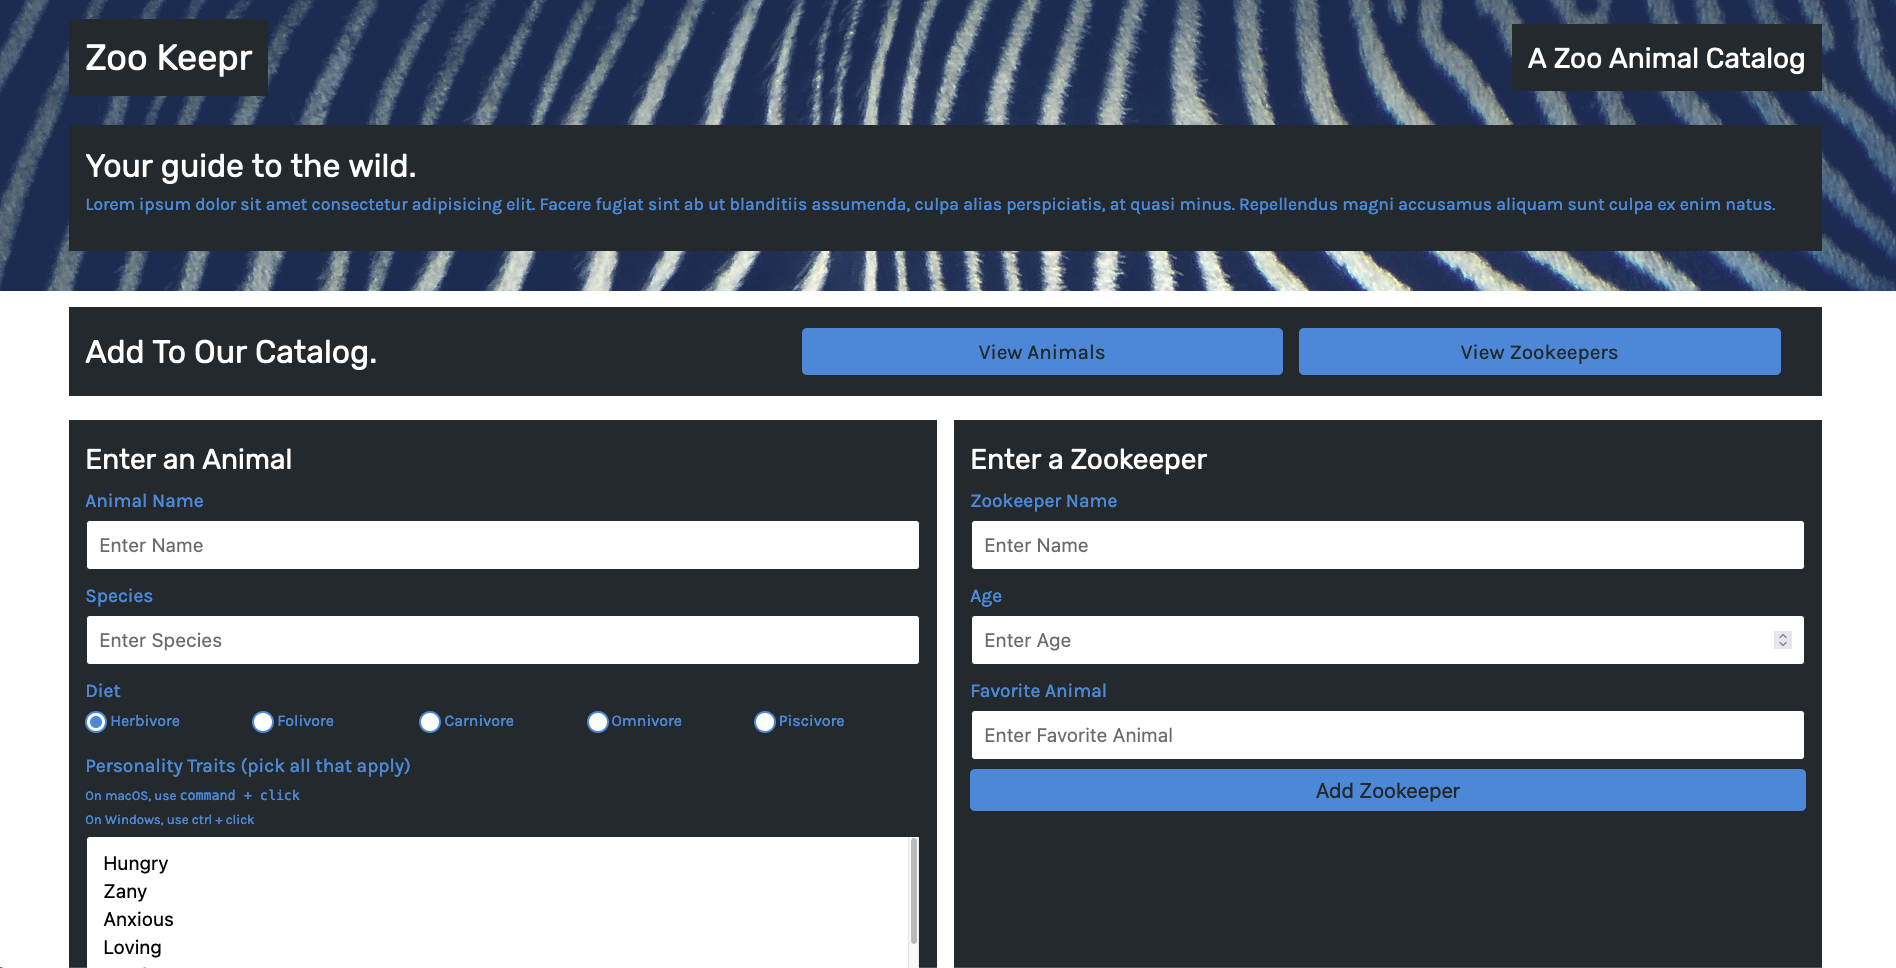 Zoo Keepr
A Zoo Animal Catalog
Your guide to the wild.
Lorem ipsum dolor sit amet consectetur adipisicing elit. Facere fugiat sint ab ut blanditiis assumenda, culpa alias perspiciatis, at quasi minus. Repellendus magni accusamus aliquam sunt culpa ex enim natus.
Add To Our Catalog.
View Animals
View Zookeepers
Enter an Animal
Animal Name
Enter Name
Species
Enter Species
Diet
Herbivore
Folivore
Carnivore
Omnivore
Piscivore
Personality Traits (pick all that apply)
On macOS, use command + click
On Windows, use ctrl + click
Hungry
Zany
Anxious
Loving
Enter a Zookeeper
Zookeeper Name
Enter Name
Age
Enter Age
Favorite Animal
Enter Favorite Animal
Add Zookeeper